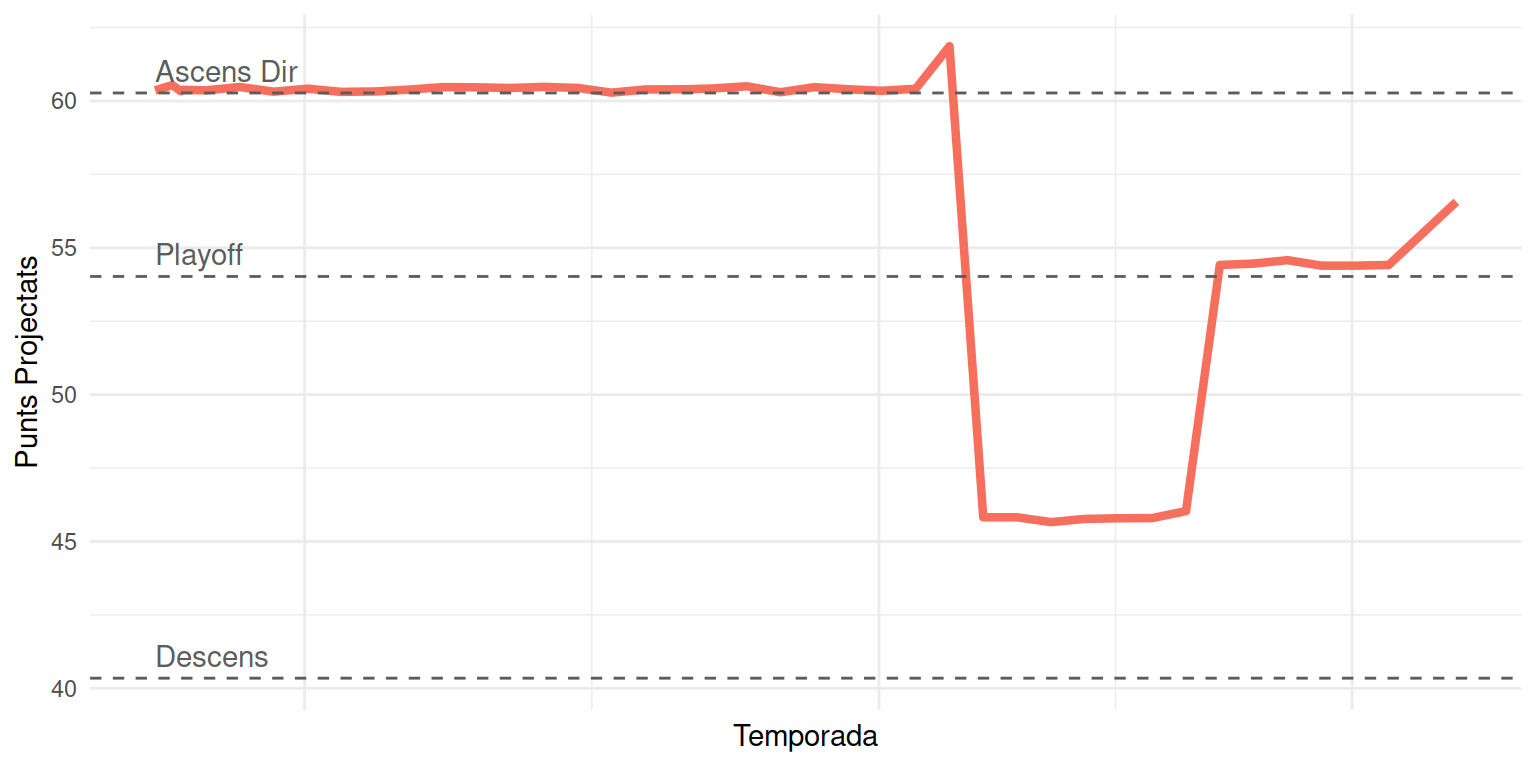 Ascens Dir
60
Playoff
55
50
45
Descens
40
Punts Projectats
Temporada